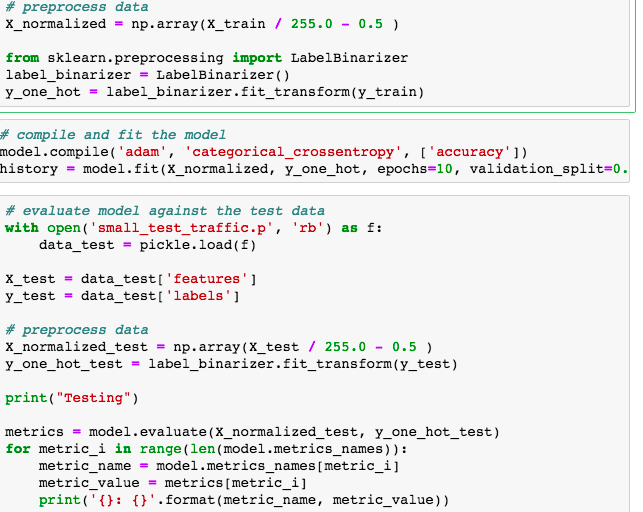 # preprocess data
X_normalized = np.array(X_train / 255.0 - 0.5 )
from sklearn.preprocessing import LabelBinarizer
label_binarizer = LabelBinarizer()
y_one_hot = label_binarizer.fit_transform(y_train)
# compile and fit the model
model.compile('adam', 'categorical_crossentropy', ['accuracy'])
history = model.fit(X_normalized, y_one_hot, epochs=10, validation_split=0.
# evaluate model against the test data
with open('small_test_traffic.p', 'rb') as f:
    data_test = pickle.load(f)
X_test = data_test['features']
y_test = data_test['labels']
# preprocess data
X_normalized_test = np.array(X_test / 255.0 - 0.5 )
y_one_hot_test = label_binarizer.fit_transform(y_test)
print("Testing")
metrics = model.evaluate(X_normalized_test, y_one_hot_test)
for metric_i in range(len(model.metrics_names)):
    metric_name = model.metrics_names[metric_i]
    metric_value = metrics[metric_i]
    print('{}: {}'.format(metric_name, metric_value))